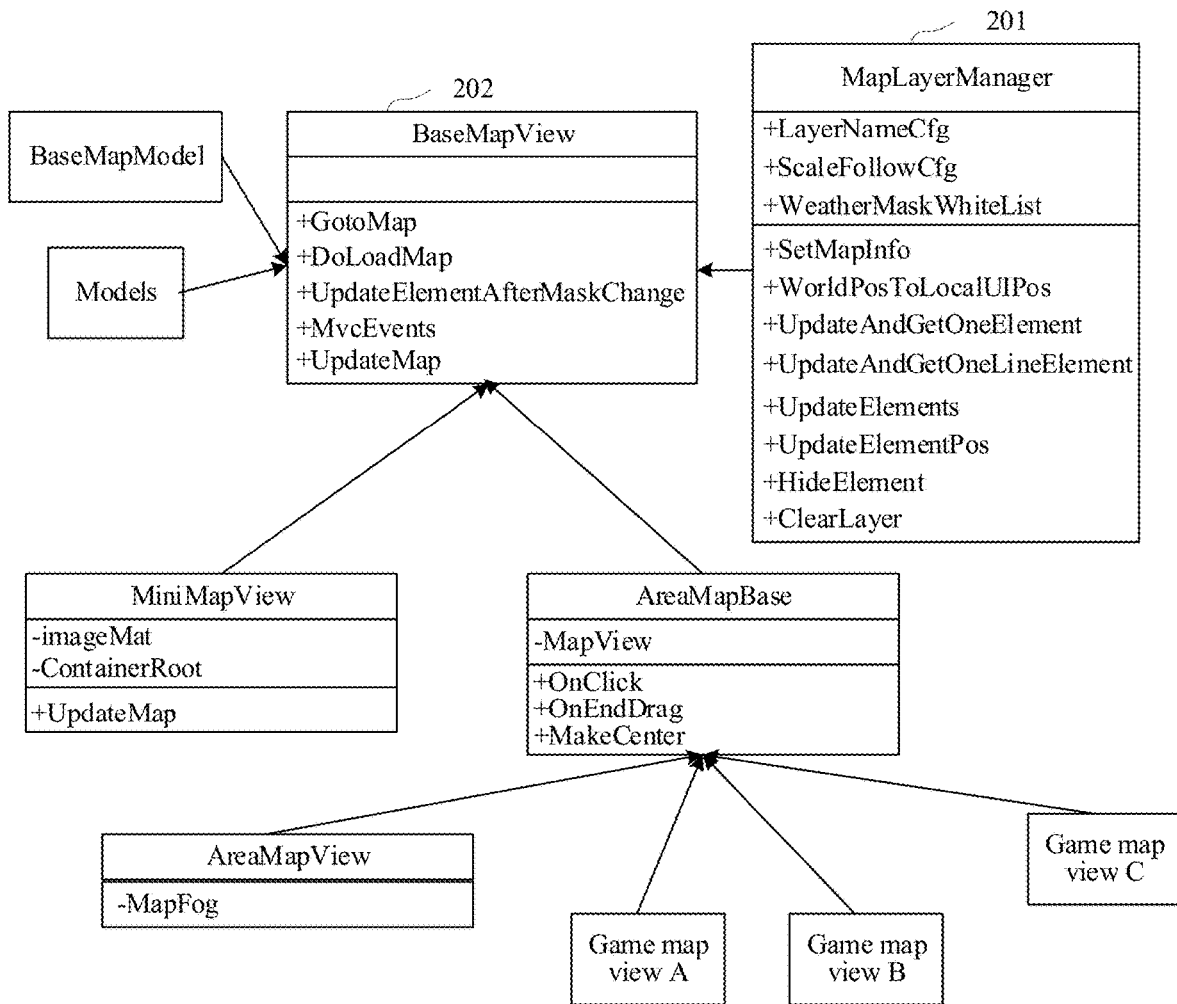 201
MapLayerManager
+LayerNameCfg
+ScaleFollowCfg
+WeatherMaskWhiteList
+SetMapInfo
+WorldPosToLocalUIPos
+UpdateAndGetOneElement
+UpdateAndGetOneLineElement
+UpdateElements
+UpdateElementPos
+HideElement
+ClearLayer
202
BaseMapView
+GotoMap
+DoLoadMap
+UpdateElementAfterMaskChange
+MvcEvents
+UpdateMap
BaseMapModel
Models
MiniMapView
-imageMat
-ContainerRoot
+UpdateMap
AreaMapBase
-MapView
+OnClick
+OnEndDrag
+MakeCenter
AreaMapView
-MapFog
Game map
view A
Game map
view B
Game map
view C